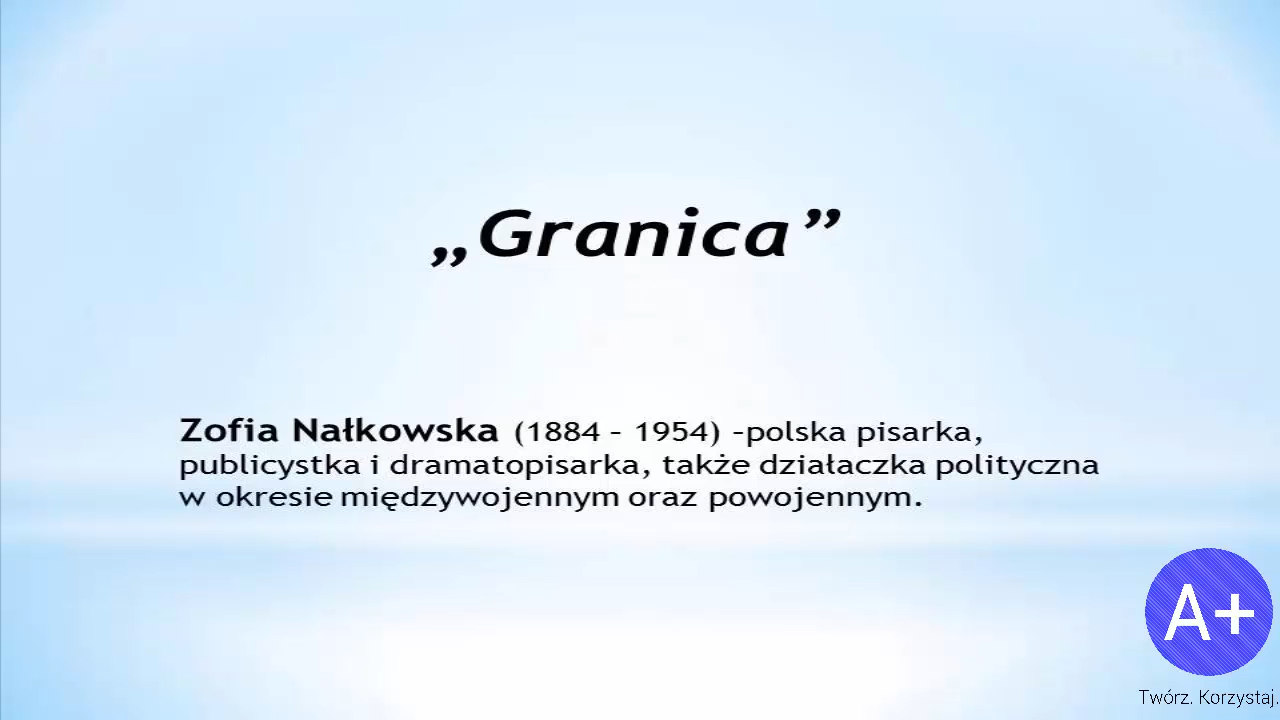 „Granica”
Zofia Nałkowska (1884 – 1954) –polska pisarka,
publicystka i dramatopisarka, także działaczka polityczna
w okresie międzywojennym oraz powojennym.
A+
Twórz. Korzystaj.